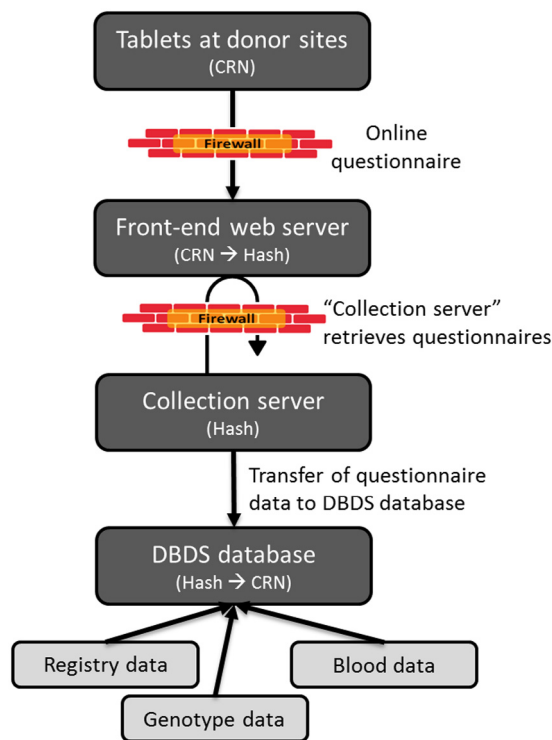 Tablets at donor sites
(CRN)
Firewall
Online
questionnaire
Front-end web server
(CRN → Hash)
Firewall
“Collection server”
retrieves questionnaires
Collection server
(Hash)
Transfer of questionnaire
data to DBDS database
DBDS database
(Hash → CRN)
Registry data
Blood data
Genotype data